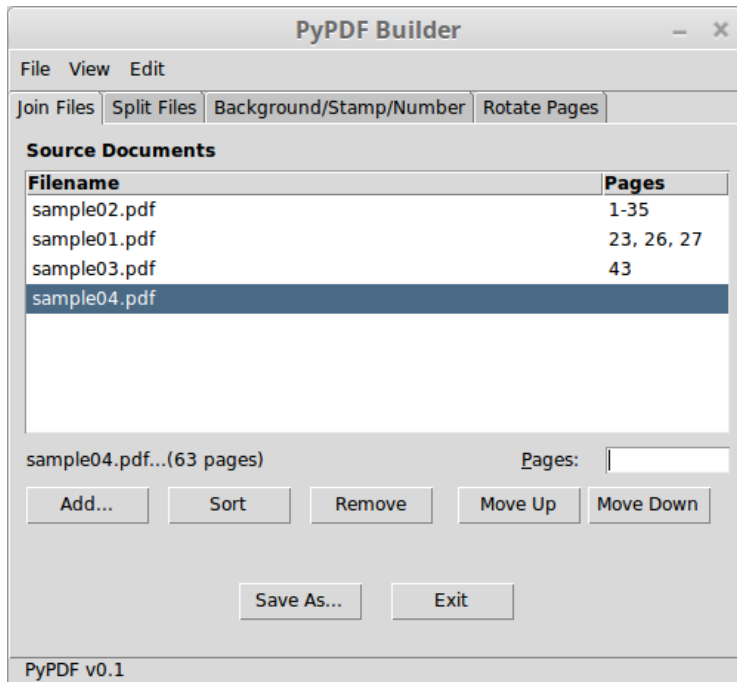 PyPDF Builder
File View Edit
Join Files Split Files Background/Stamp/Number Rotate Pages
Source Documents
Filename Pages
sample02.pdf 1-35
sample01.pdf 23, 26, 27
sample03.pdf 43
sample04.pdf
sample04.pdf...(63 pages) Pages:
Add... Sort Remove Move Up Move Down
Save As... Exit
PyPDF v0.1